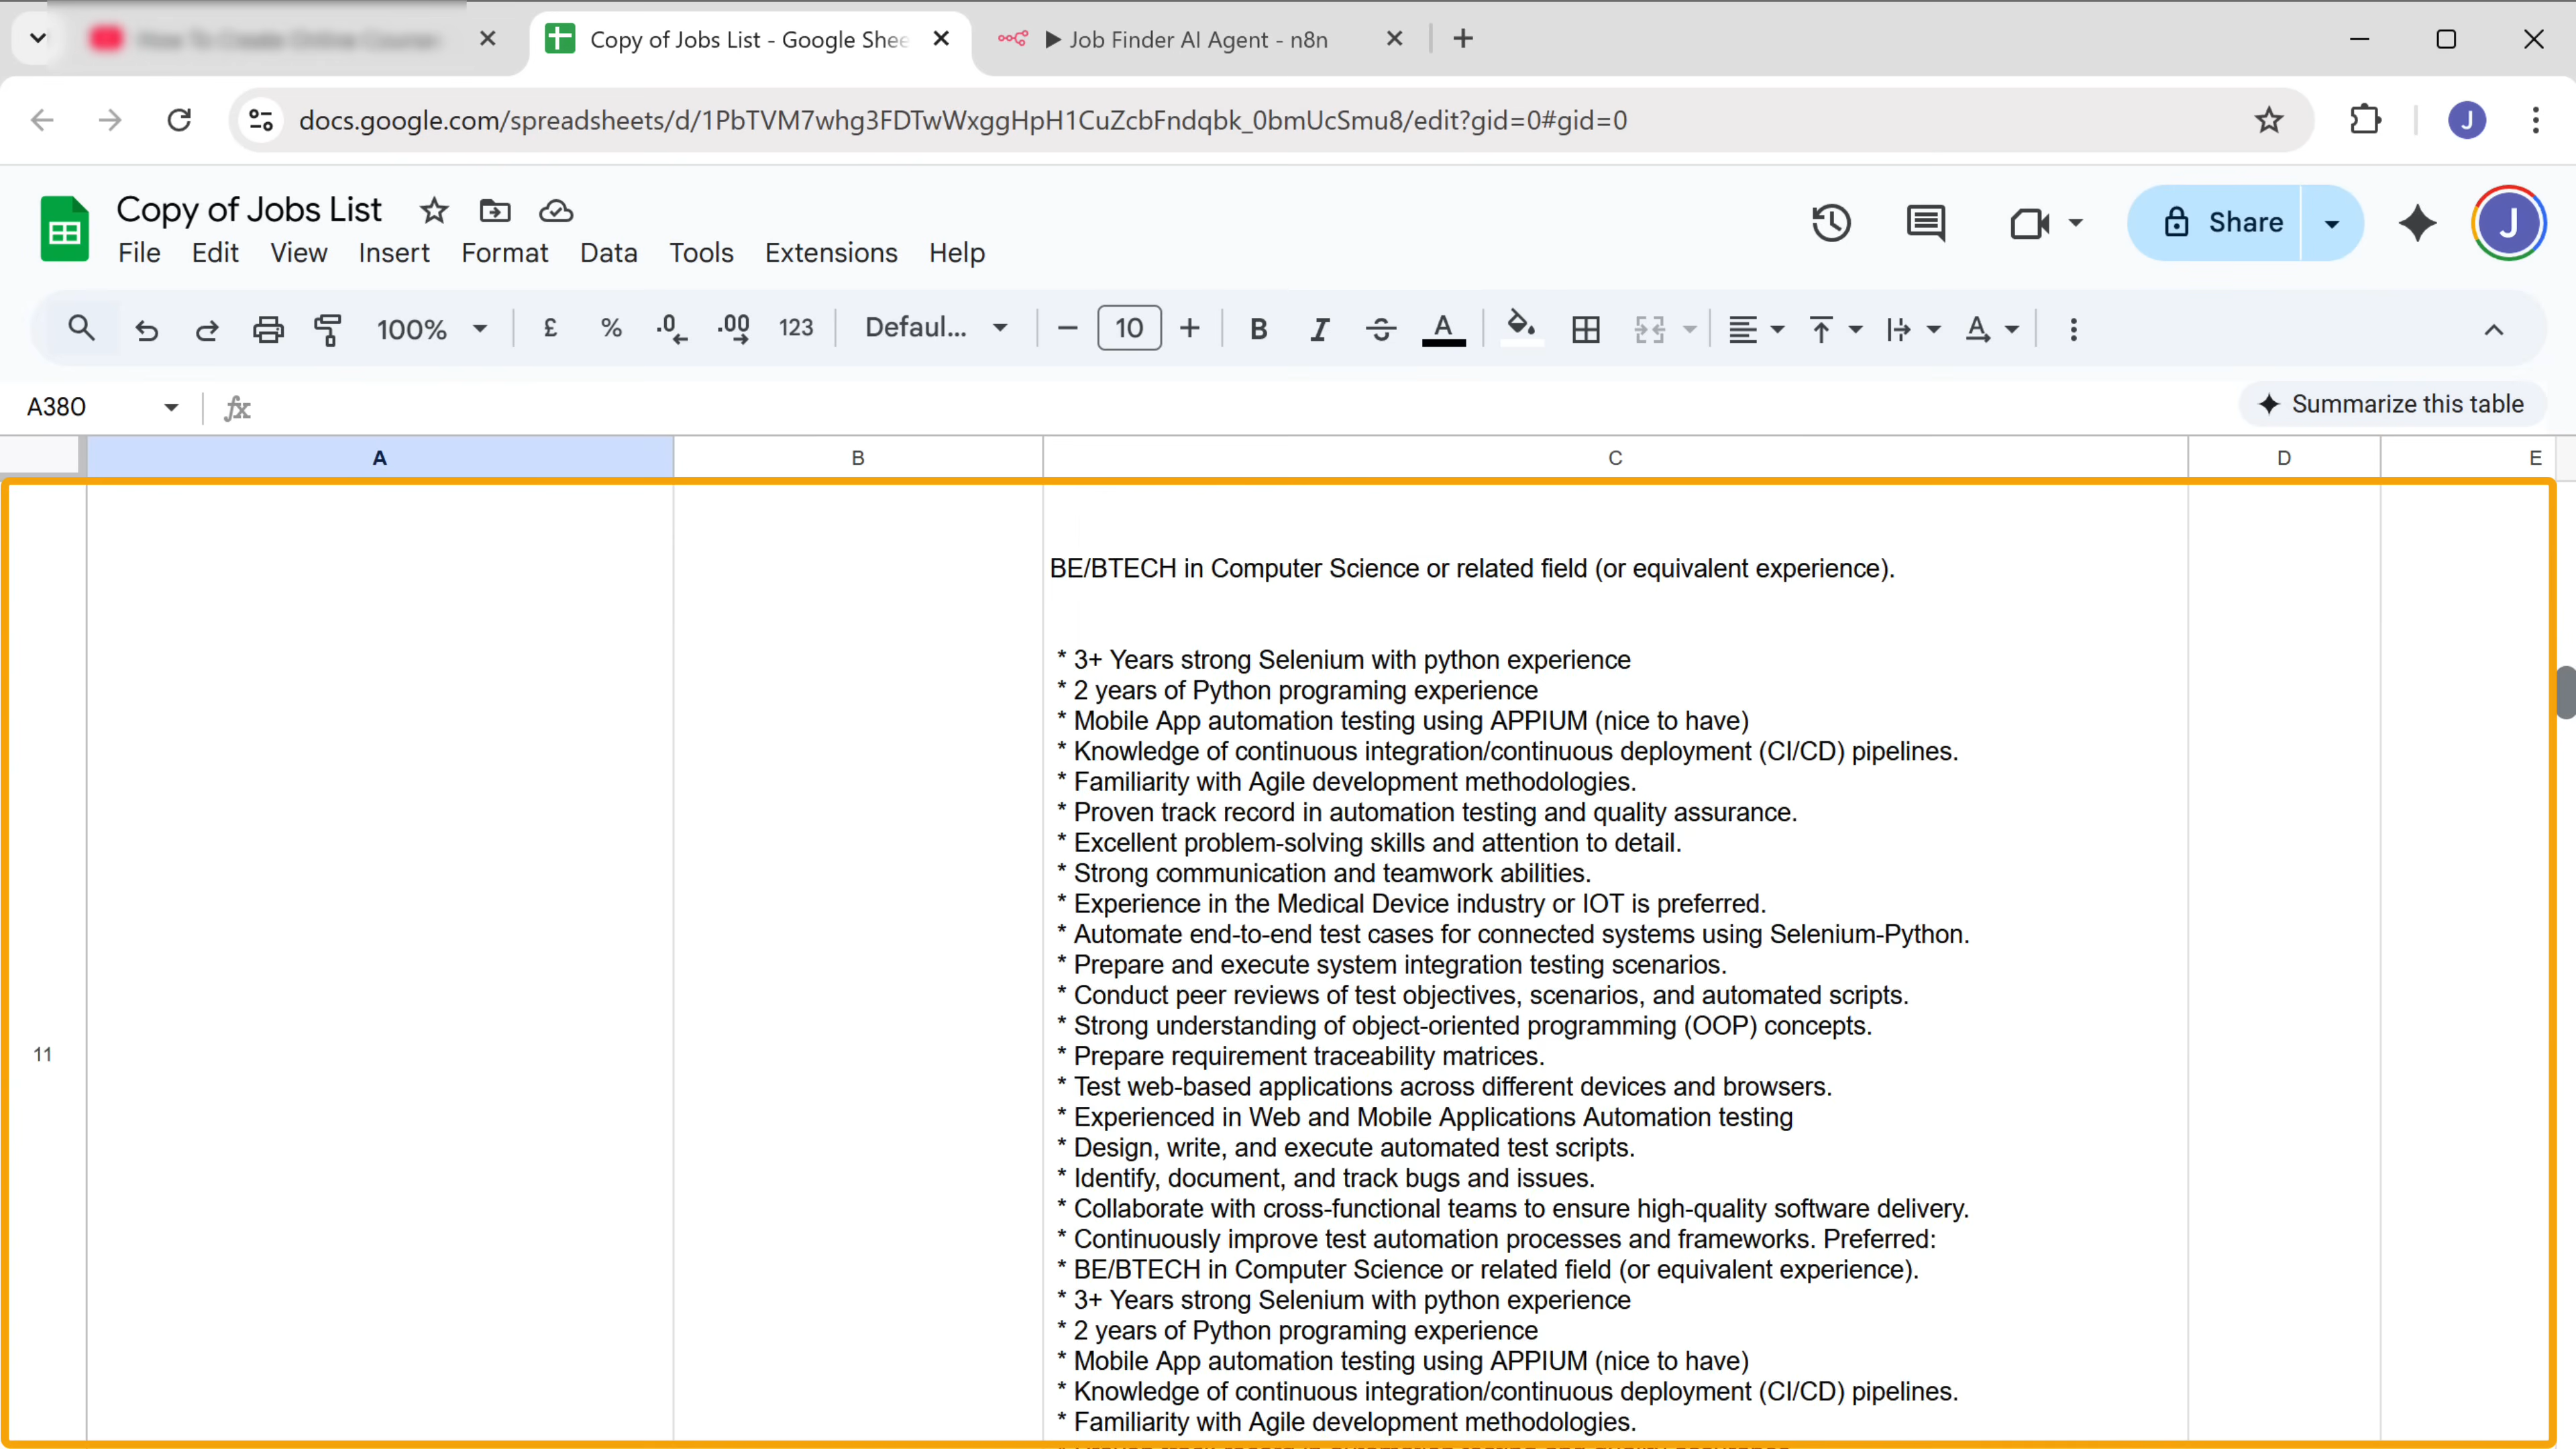 Copy of Jobs List - Google Shee
Job Finder AI Agent - n8n
docs.google.com/spreadsheets/d/1PbTVM7whg3FDTwWxggHpH1CuZcbFndqbk_0bmUcSmu8/edit?gid=0#gid=0
J
Copy of Jobs List
File Edit View Insert Format Data Tools Extensions Help
Share
J
100% £ % .0 .00 123 Defaul... 10 B I S A A
A380 fx
Summarize this table
A B C D E
11
BE/BTECH in Computer Science or related field (or equivalent experience).
* 3+ Years strong Selenium with python experience
* 2 years of Python programing experience
* Mobile App automation testing using APPIUM (nice to have)
* Knowledge of continuous integration/continuous deployment (CI/CD) pipelines.
* Familiarity with Agile development methodologies.
* Proven track record in automation testing and quality assurance.
* Excellent problem-solving skills and attention to detail.
* Strong communication and teamwork abilities.
* Experience in the Medical Device industry or IOT is preferred.
* Automate end-to-end test cases for connected systems using Selenium-Python.
* Prepare and execute system integration testing scenarios.
* Conduct peer reviews of test objectives, scenarios, and automated scripts.
* Strong understanding of object-oriented programming (OOP) concepts.
* Prepare requirement traceability matrices.
* Test web-based applications across different devices and browsers.
* Experienced in Web and Mobile Applications Automation testing
* Design, write, and execute automated test scripts.
* Identify, document, and track bugs and issues.
* Collaborate with cross-functional teams to ensure high-quality software delivery.
* Continuously improve test automation processes and frameworks. Preferred:
* BE/BTECH in Computer Science or related field (or equivalent experience).
* 3+ Years strong Selenium with python experience
* 2 years of Python programing experience
* Mobile App automation testing using APPIUM (nice to have)
* Knowledge of continuous integration/continuous deployment (CI/CD) pipelines.
* Familiarity with Agile development methodologies.